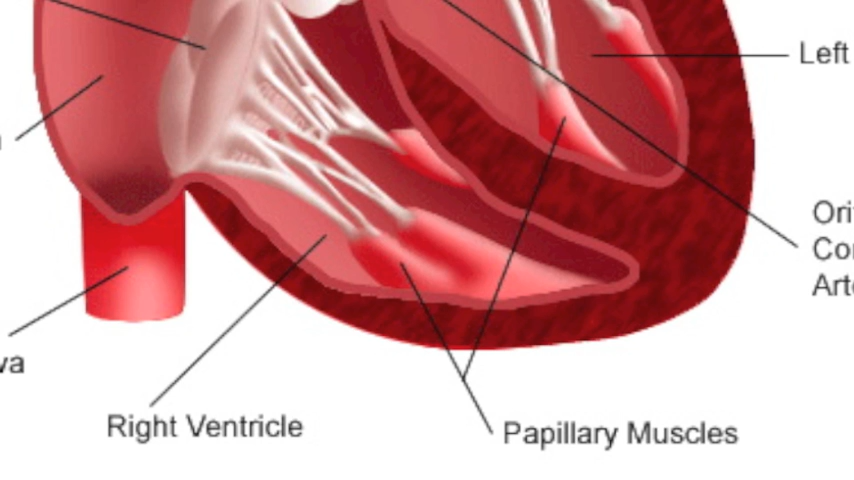 Left
Ori
Cor
Arte
va
Right Ventricle
Papillary Muscles